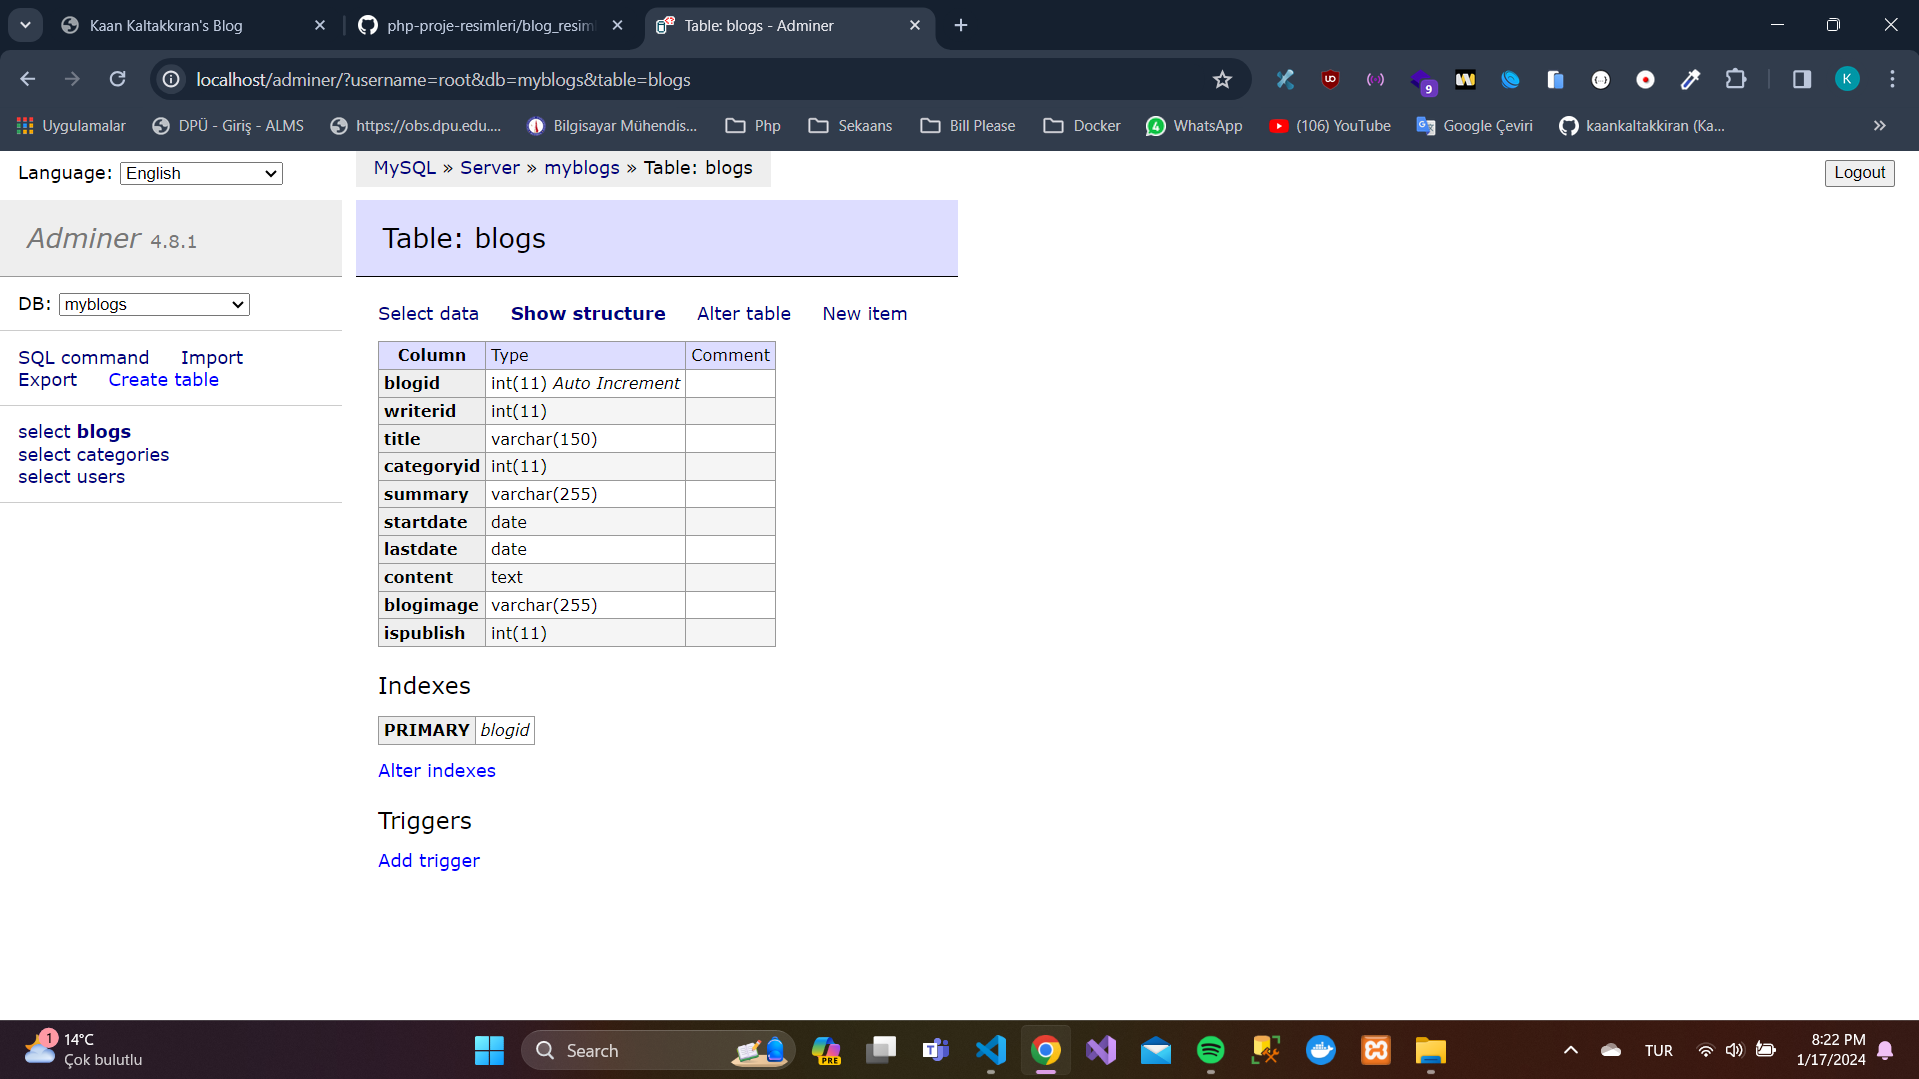 Kaan Kaltakkıran's Blog
php-proje-resimleri/blog_resiml
Table: blogs - Adminer
localhost/adminer/?username=root&db=myblogs&table=blogs
9
K
Uygulamalar
DPÜ - Giriş - ALMS
https://obs.dpu.edu....
Bilgisayar Mühendis...
Php
Sekaans
Bill Please
Docker
4
WhatsApp
(106) YouTube
Google Çeviri
kaankaltakkiran (Ka...
»
Language: English
MySQL » Server » myblogs » Table: blogs
Logout
Adminer 4.8.1
Table: blogs
DB: myblogs
SQL command Import
Export Create table
select blogs
select categories
select users
Select data Show structure Alter table New item
Column Type Comment
blogid int(11) Auto Increment
writerid int(11)
title varchar(150)
categoryid int(11)
summary varchar(255)
startdate date
lastdate date
content text
blogimage varchar(255)
ispublish int(11)
Indexes
PRIMARY blogid
Alter indexes
Triggers
Add trigger
1
14°C
Çok bulutlu
Search
PRE
TUR
8:22 PM
1/17/2024